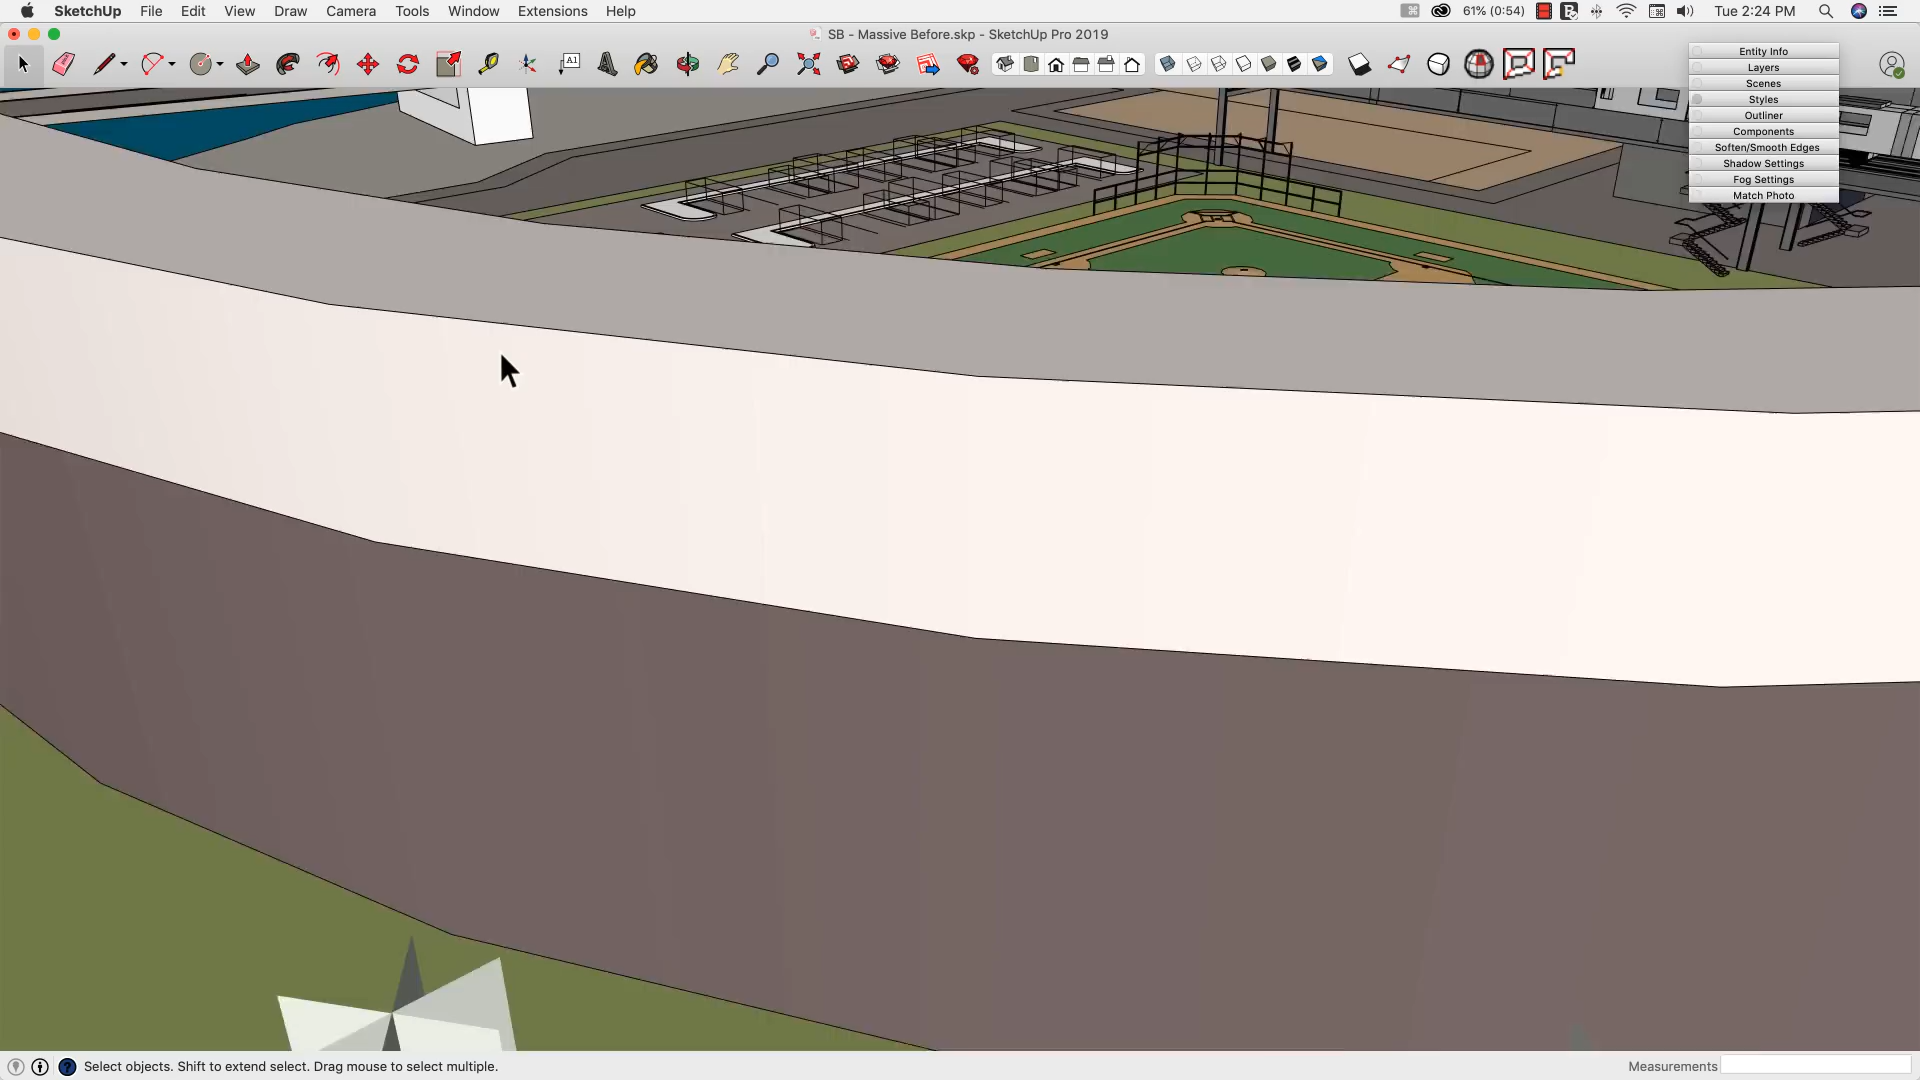 SketchUp File Edit View Draw Camera Tools Window Extensions Help 61% (0:54) Tue 2:24 PM
SB - Massive Before.skp - SketchUp Pro 2019
A1
Entity Info
Layers
Scenes
Styles
Outliner
Components
Soften/Smooth Edges
Shadow Settings
Fog Settings
Match Photo
Select objects. Shift to extend select. Drag mouse to select multiple.
Measurements